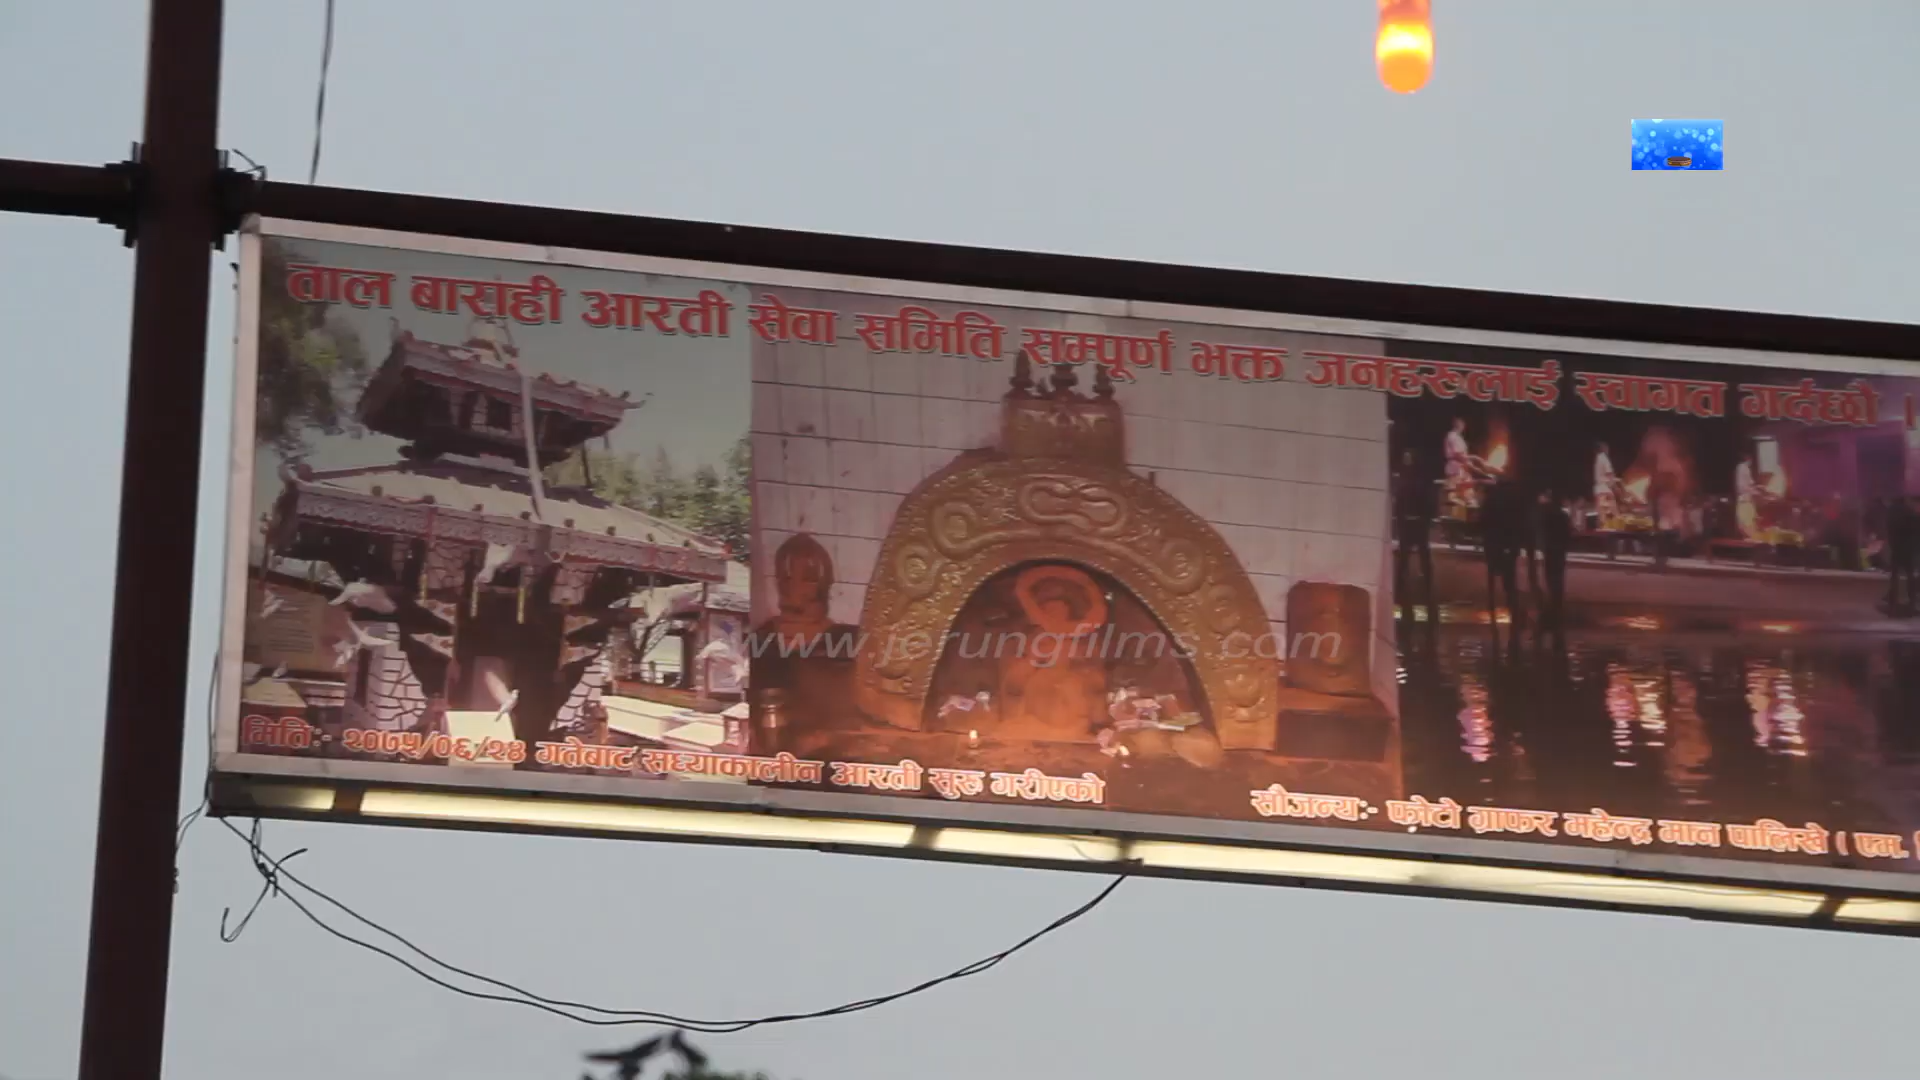 ताल बाराही आरती सेवा समिति सम्पूर्ण भक्त जनहरुलाई स्वागत गर्दछौ ।
www.jerungfilms.com
मिति:- २०७५/०६/२४ गतेबाट सध्याकालीन आरती सुरु गरीएको
सौजन्य:- फोटो ग्राफर महेन्द्र मान पालिखे ( एम.